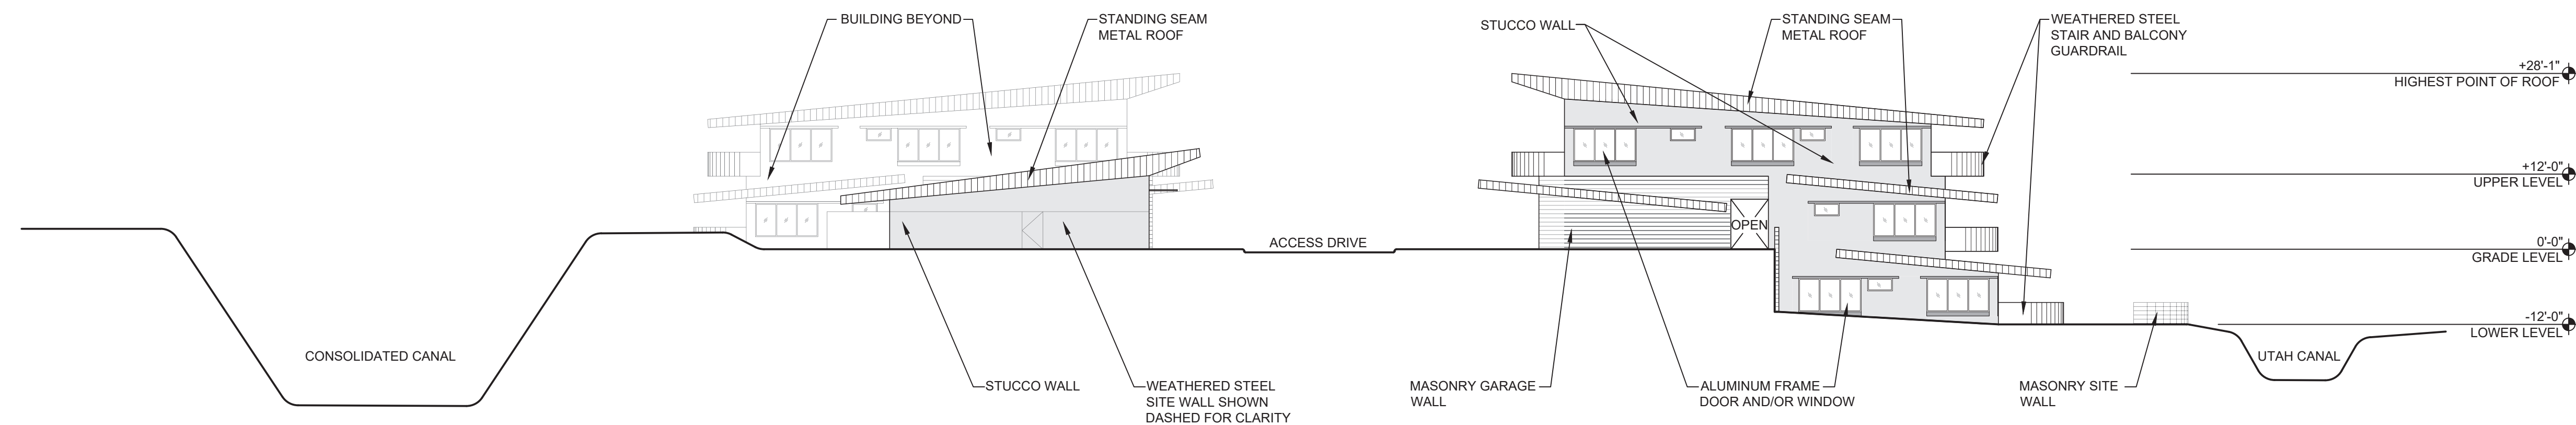 BUILDING BEYOND
STANDING SEAM
METAL ROOF
STUCCO WALL
STANDING SEAM
METAL ROOF
WEATHERED STEEL
STAIR AND BALCONY
GUARDRAIL
+28'-1"
HIGHEST POINT OF ROOF
+12'-0"
UPPER LEVEL
OPEN
ACCESS DRIVE
0'-0"
GRADE LEVEL
-12'-0"
LOWER LEVEL
CONSOLIDATED CANAL
UTAH CANAL
STUCCO WALL
WEATHERED STEEL
SITE WALL SHOWN
DASHED FOR CLARITY
MASONRY GARAGE
WALL
ALUMINUM FRAME
DOOR AND/OR WINDOW
MASONRY SITE
WALL